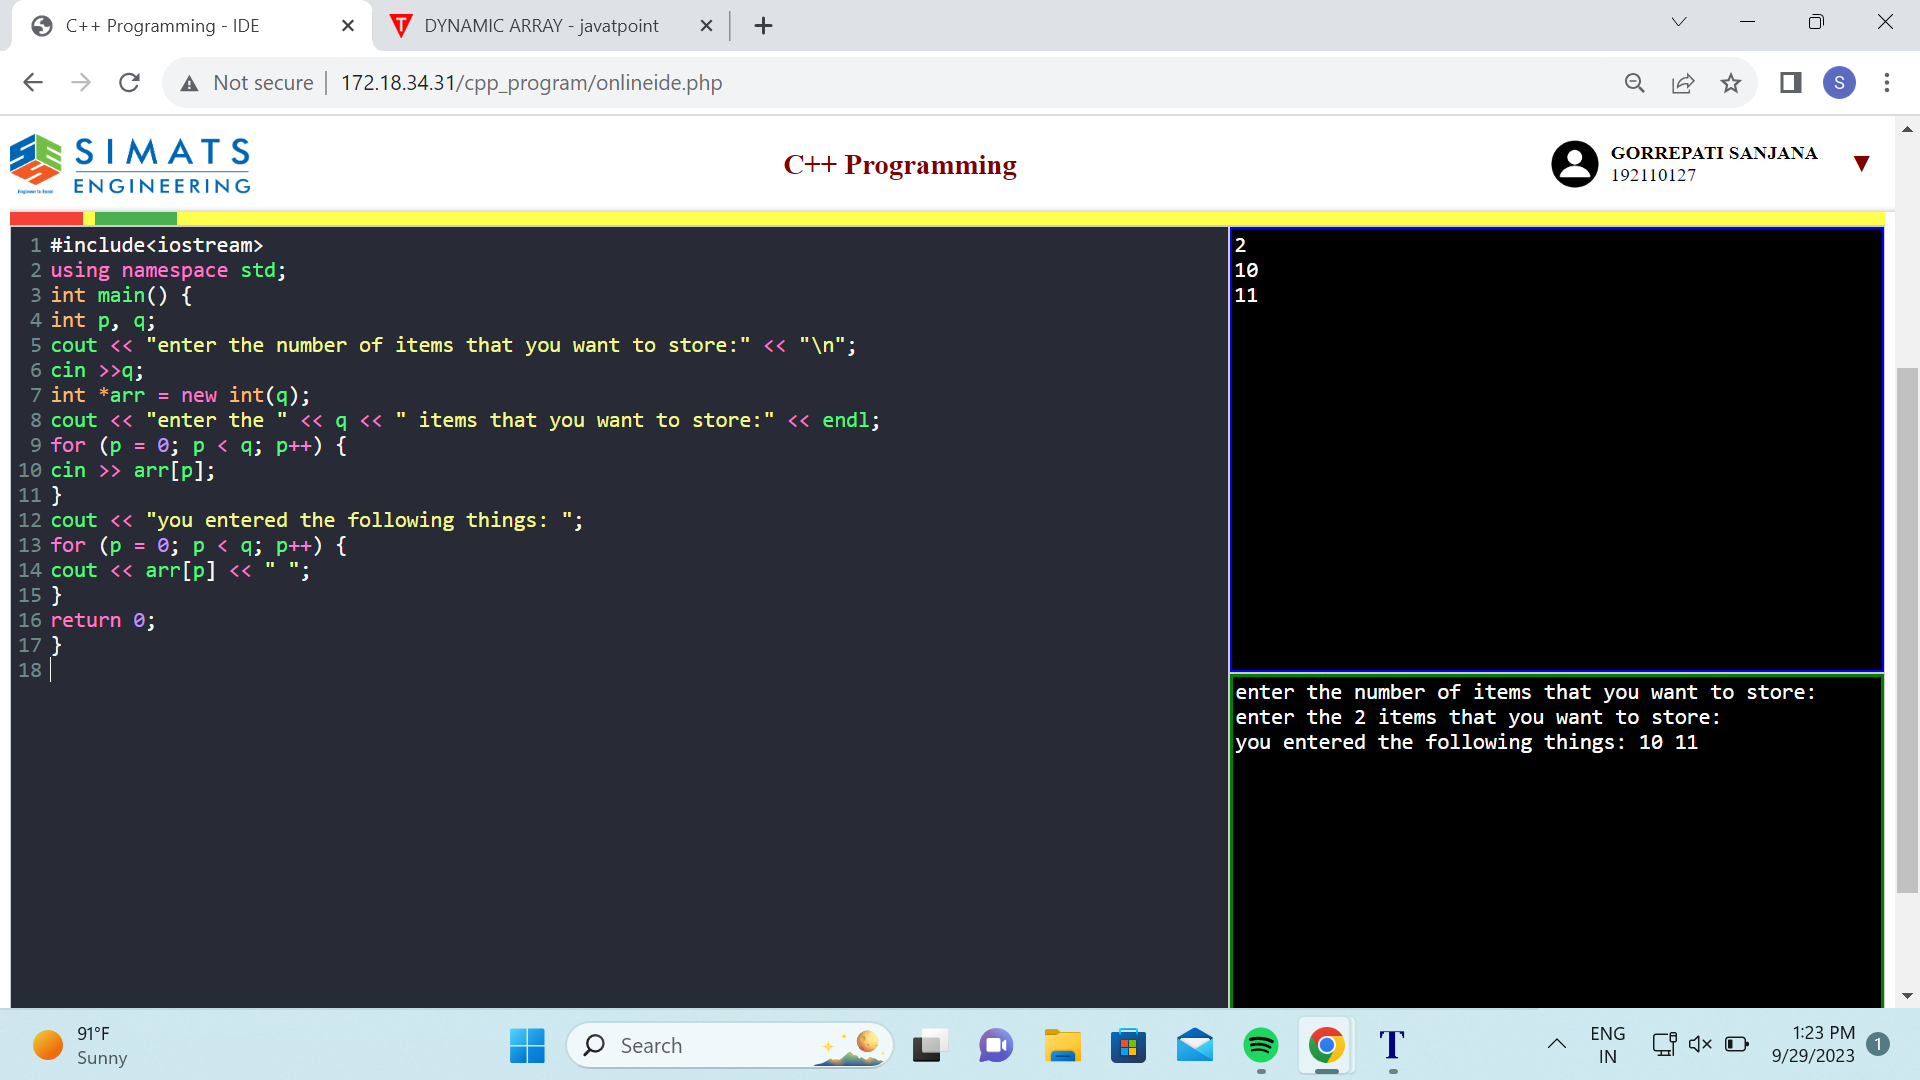 C++ Programming - IDE
DYNAMIC ARRAY - javatpoint
Not secure
172.18.34.31/cpp_program/onlineide.php
S
SIMATS
ENGINEERING
C++ Programming
GORREPATI SANJANA
192110127
1 #include<iostream>
2 using namespace std;
3 int main() {
4 int p, q;
5 cout << "enter the number of items that you want to store:" << "\n";
6 cin >>q;
7 int *arr = new int(q);
8 cout << "enter the " << q << " items that you want to store:" << endl;
9 for (p = 0; p < q; p++) {
10 cin >> arr[p];
11 }
12 cout << "you entered the following things: ";
13 for (p = 0; p < q; p++) {
14 cout << arr[p] << " ";
15 }
16 return 0;
17 }
18
2
10
11
enter the number of items that you want to store:
enter the 2 items that you want to store:
you entered the following things: 10 11
91°F
Sunny
Search
T
ENG
IN
1:23 PM
9/29/2023
1